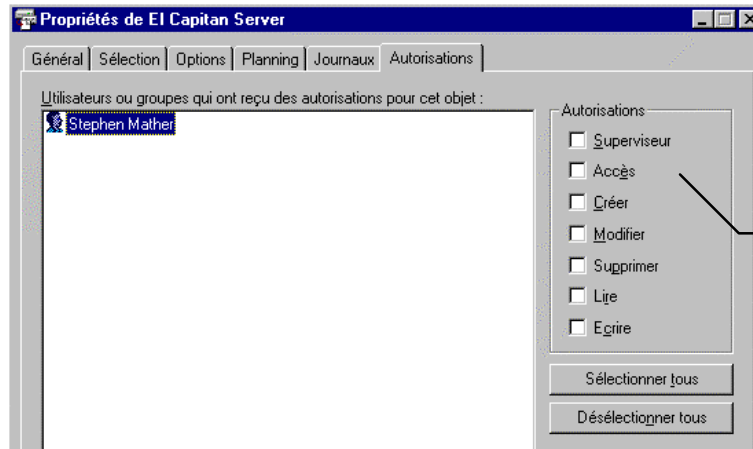 Propriétés de El Capitan Server
Général Sélection Options Planning Journaux Autorisations
Utilisateurs ou groupes qui ont reçu des autorisations pour cet objet :
Stephen Mather
Autorisations
Superviseur
Accès
Créer
Modifier
Supprimer
Lire
Ecrire
Sélectionner tous
Désélectionner tous